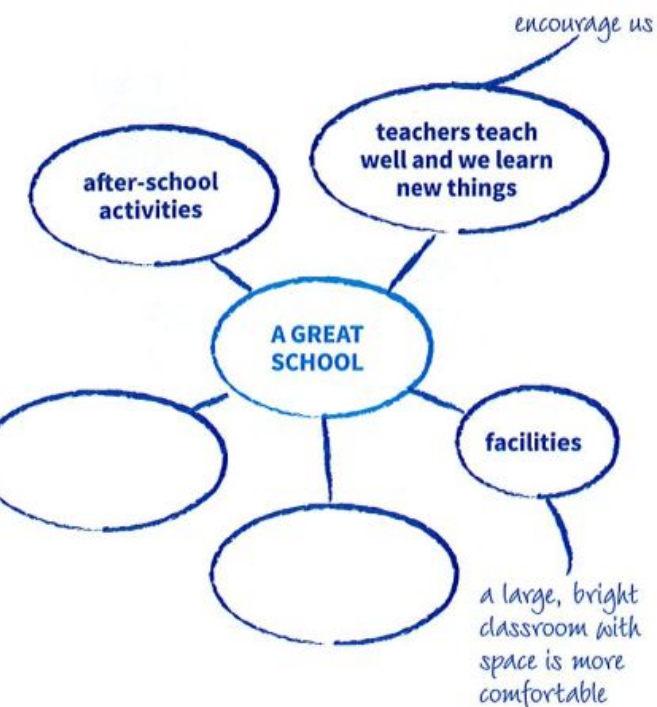 encourage us
teachers teach
well and we learn
new things
after-school
activities
A GREAT
SCHOOL
facilities
a large, bright
classroom with
space is more
comfortable